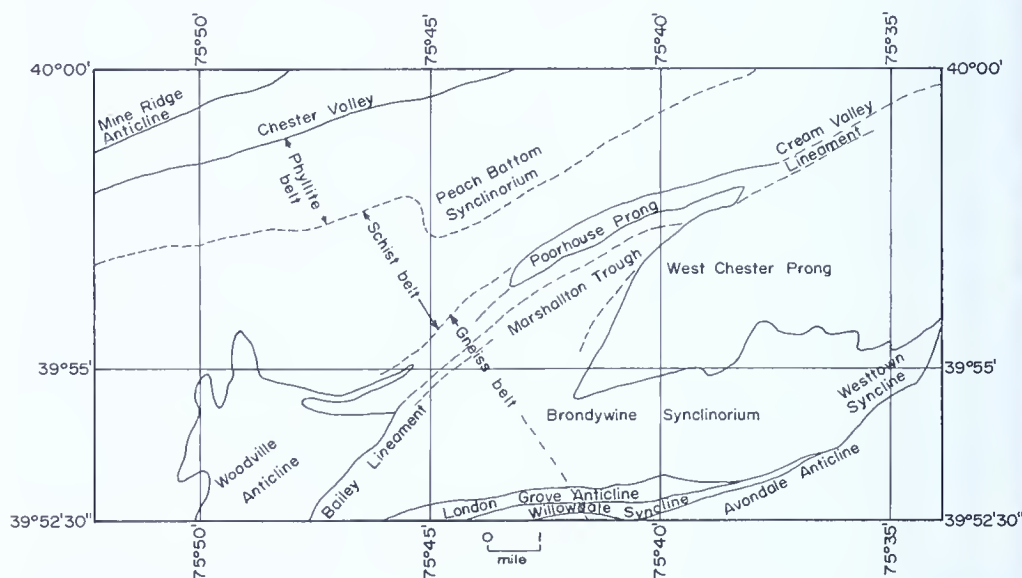 75°50'
75°45'
75°40'
75°35'
40°00'
40°00'
Mine Ridge
Anticline
Chester Valley
Phyllite
belt
Peach Bottom
Synclinorium
Cream Valley
Lineament
Schist belt
Poorhouse Prong
Marshallton Trough
West Chester Prong
Gneiss belt
39°55'
39°55'
Westtown
Syncline
Brandywine Synclinorium
Woodville
Anticline
Bailey Lineament
London Grove Anticline
Willowdale Syncline
Avondale Anticline
39°52'30"
39°52'30"
75°50'
75°45'
0 1
mile
75°40'
75°35'